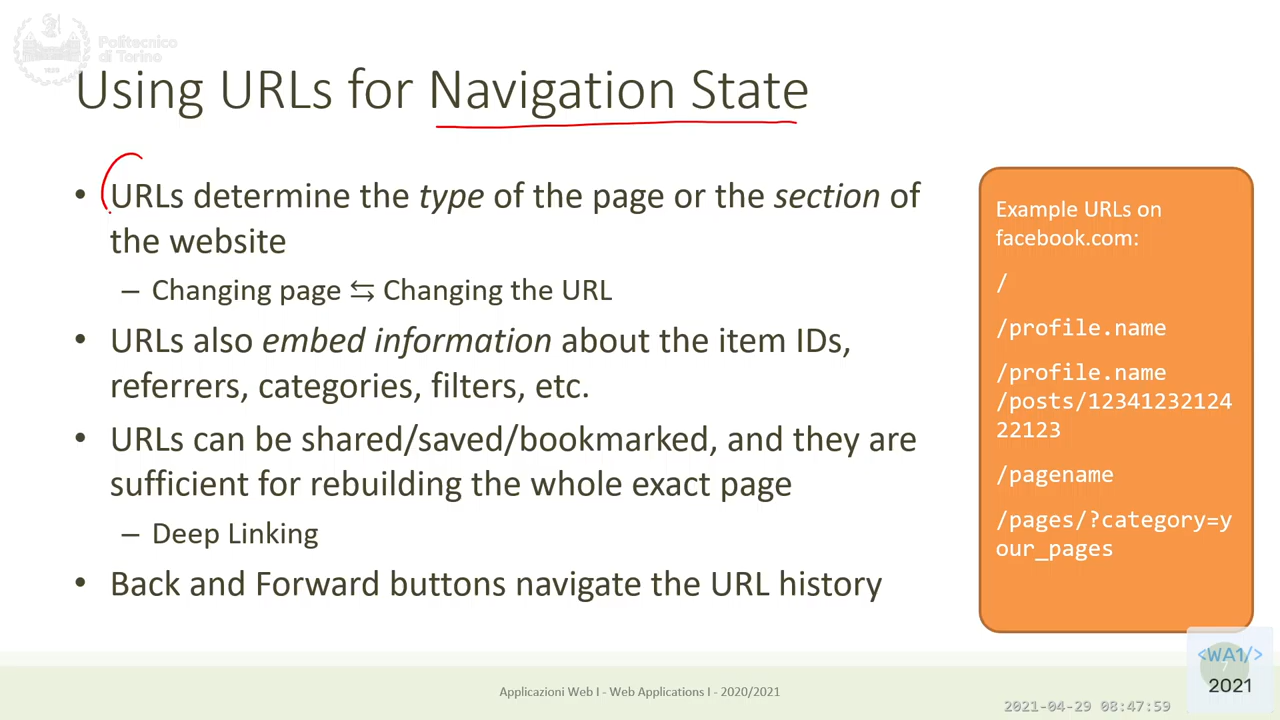 Politecnico
di Torino
Using URLs for Navigation State
• URLs determine the type of the page or the section of
the website
– Changing page ⇆ Changing the URL
• URLs also embed information about the item IDs,
referrers, categories, filters, etc.
• URLs can be shared/saved/bookmarked, and they are
sufficient for rebuilding the whole exact page
– Deep Linking
• Back and Forward buttons navigate the URL history
Example URLs on
facebook.com:
/
/profile.name
/profile.name
/posts/12341232124
22123
/pagename
/pages/?category=y
our_pages
Applicazioni Web I - Web Applications I - 2020/2021
2021-04-29 08:47:59
<WA1/>
7
2021